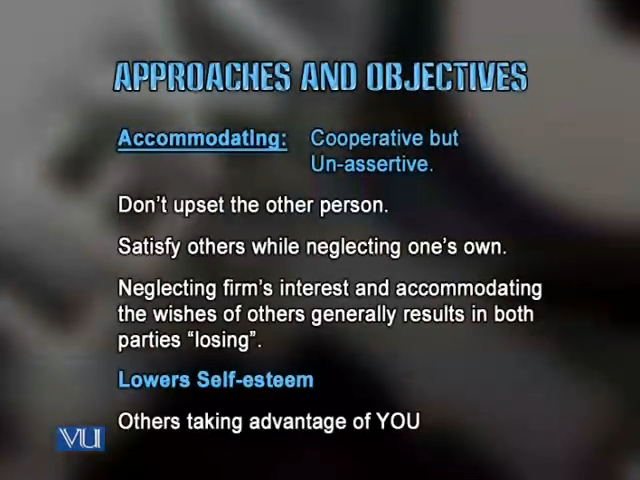 APPROACHES AND OBJECTIVES
Accommodating: Cooperative but
Un-assertive.
Don't upset the other person.
Satisfy others while neglecting one's own.
Neglecting firm's interest and accommodating
the wishes of others generally results in both
parties “losing”.
Lowers Self-esteem
Others taking advantage of YOU
VU